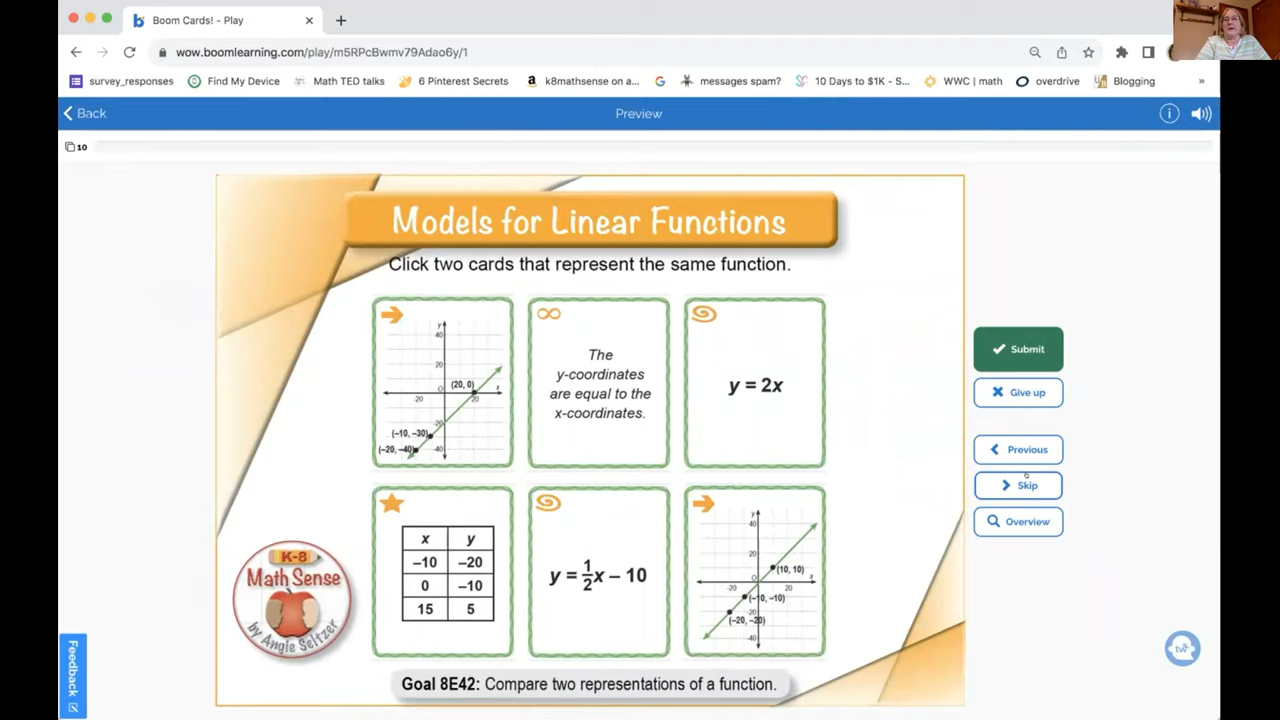 Boom Cards! - Play
wow.boomlearning.com/play/m5RPcBwmv79Adao6y/1
survey_responses
Find My Device
Math TED talks
6 Pinterest Secrets
k8mathsense on a...
messages spam?
10 Days to $1K – S...
WWC | math
overdrive
Blogging
»
Back
Preview
10
Models for Linear Functions
Click two cards that represent the same function.
y
40
20
(20, 0)
O
x
-20
20
-20
(-10, -30)
(-20, -40)
-40
The
y-coordinates
are equal to the
x-coordinates.
y = 2x
x y
–10 –20
0 –10
15 5
y = 1/2x – 10
y
40
20
(10, 10)
O
x
-20
20
(-10, -10)
-20
(-20, -20)
-40
K-8
Math Sense
by Angie Seltzer
Goal 8E42: Compare two representations of a function.
Submit
Give up
Previous
Skip
Overview
Feedback